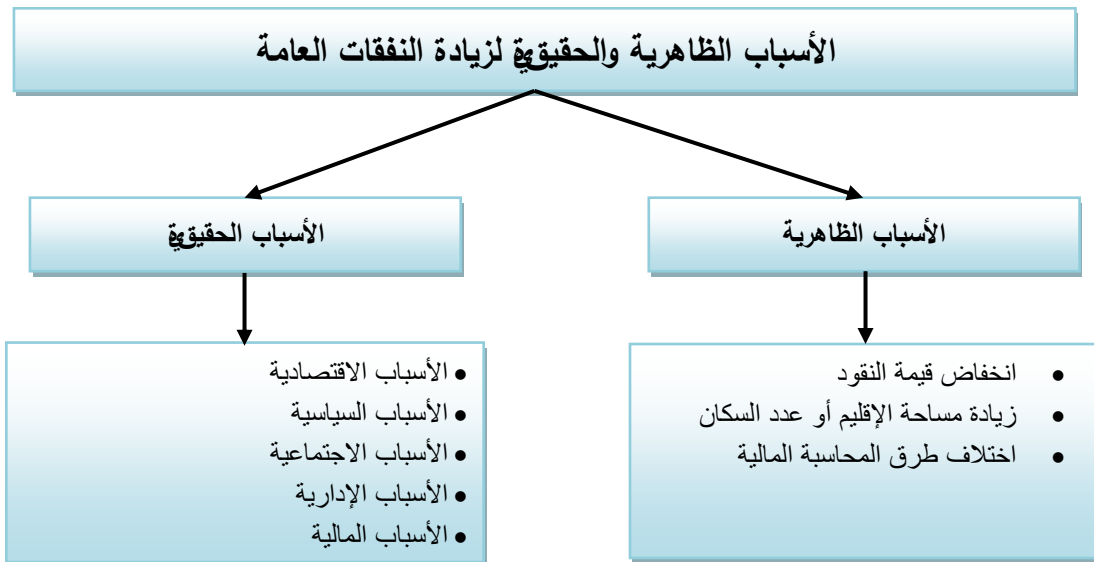 الأسباب الظاهرية والحقيقية لزيادة النفقات العامة
الأسباب الظاهرية
الأسباب الحقيقية
• انخفاض قيمة النقود
• زيادة مساحة الإقليم أو عدد السكان
• اختلاف طرق المحاسبة المالية
• الأسباب الاقتصادية
• الأسباب السياسية
• الأسباب الاجتماعية
• الأسباب الإدارية
• الأسباب المالية